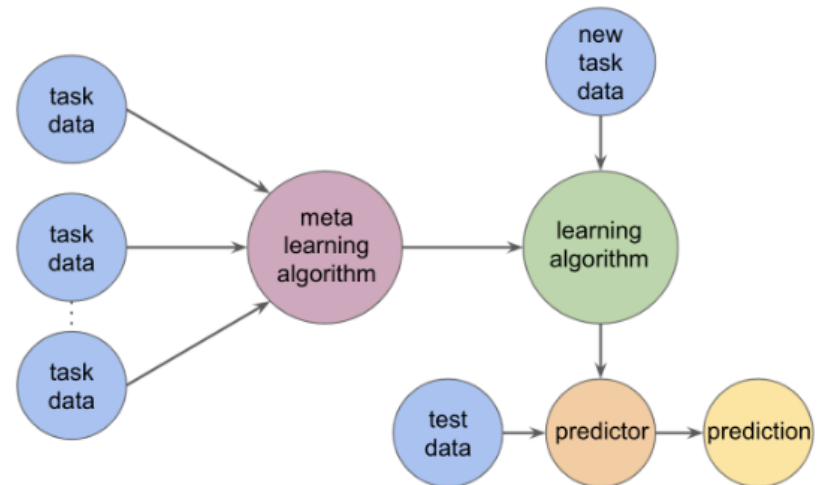 task
data
task
data
task
data
meta
learning
algorithm
new
task
data
learning
algorithm
test
data
predictor
prediction